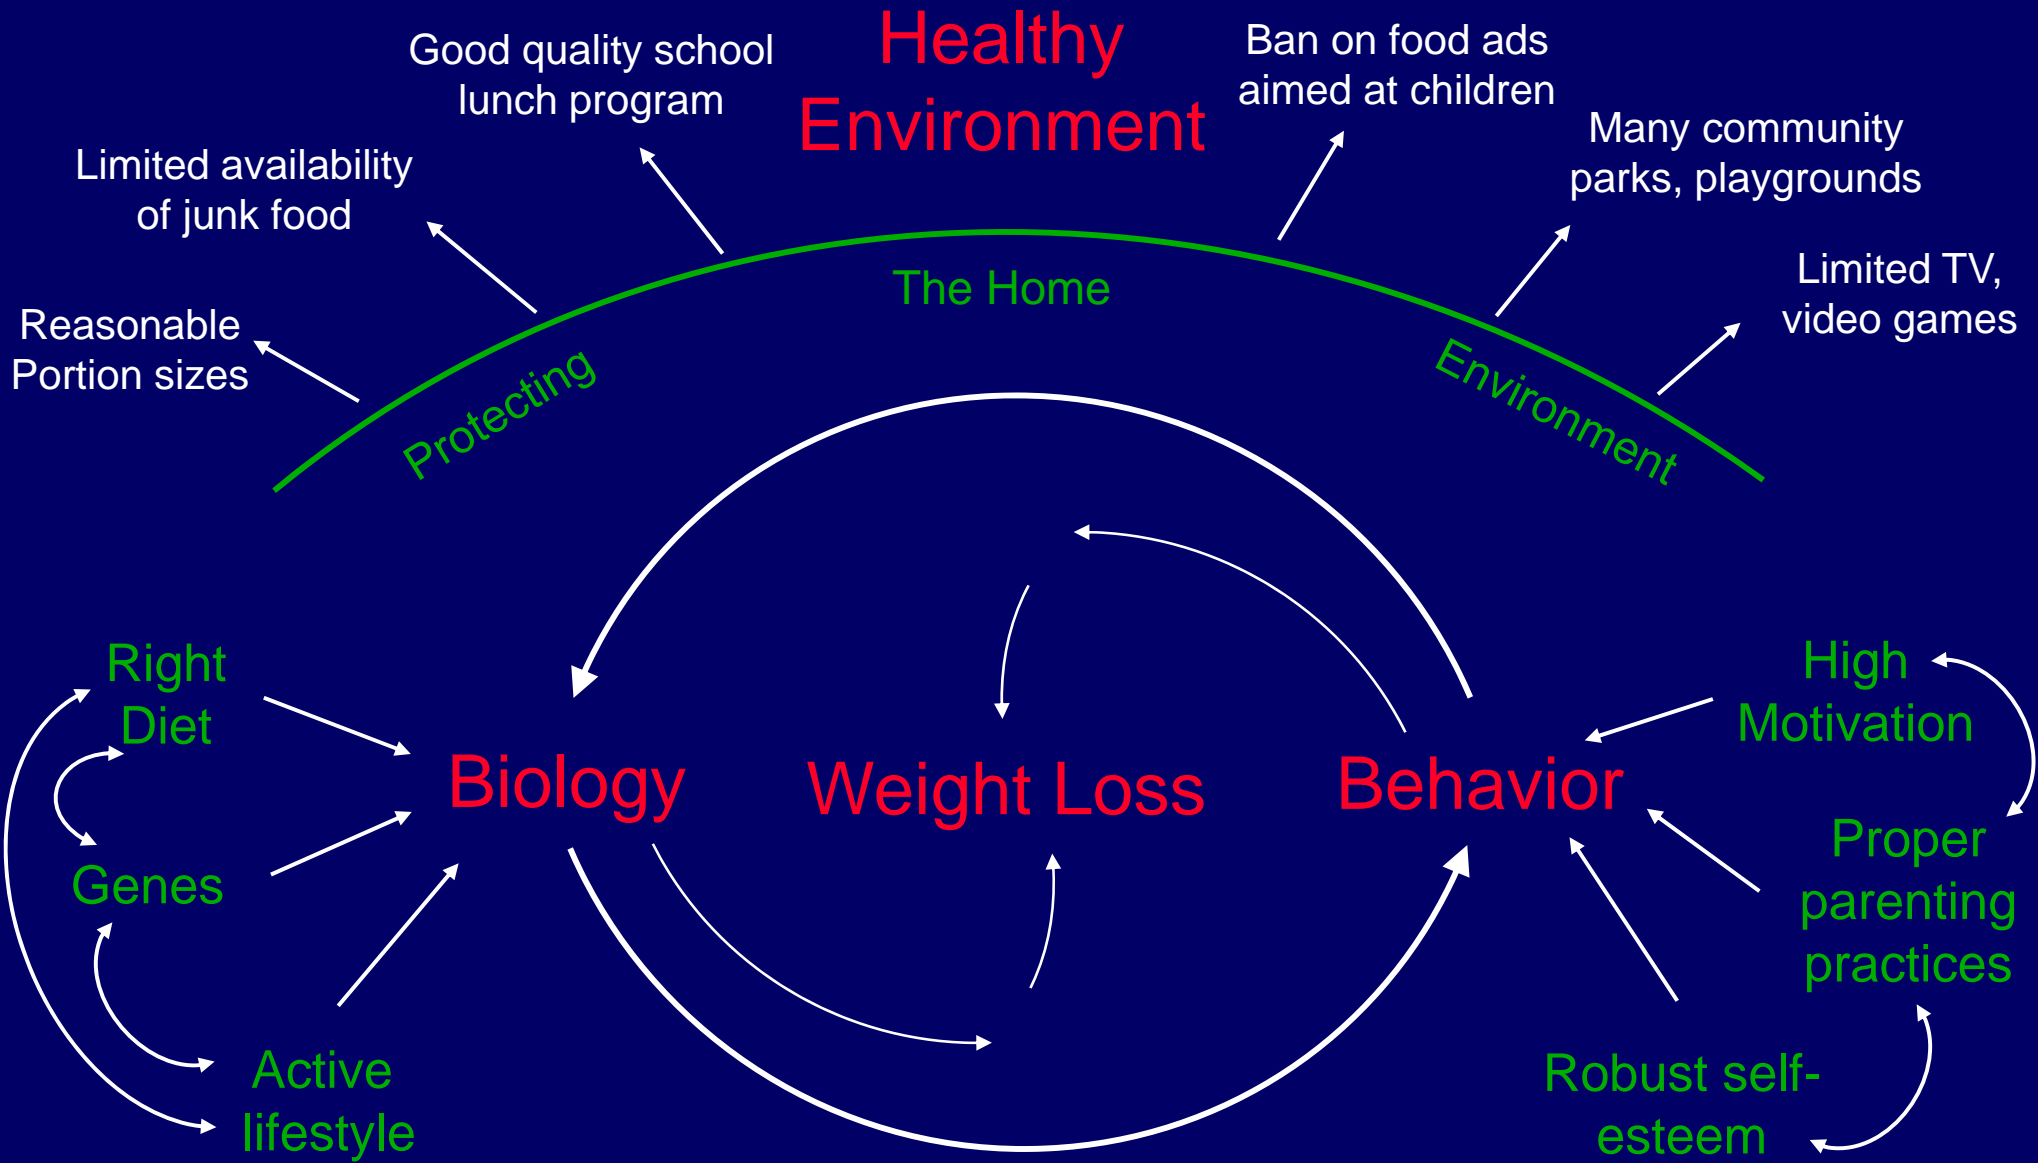 Healthy
Environment
Good quality school
lunch program
Ban on food ads
aimed at children
Limited availability
of junk food
Many community
parks, playgrounds
Reasonable
Portion sizes
Limited TV,
video games
Protecting
The Home
Environment
Right
Diet
Genes
Active
lifestyle
Biology
Weight Loss
Behavior
High
Motivation
Proper
parenting
practices
Robust self-
esteem